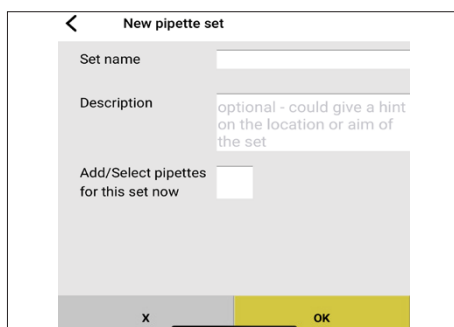 New pipette set
Set name
Description
optional - could give a hint
on the location or aim of
the set
Add/Select pipettes
for this set now
X
OK